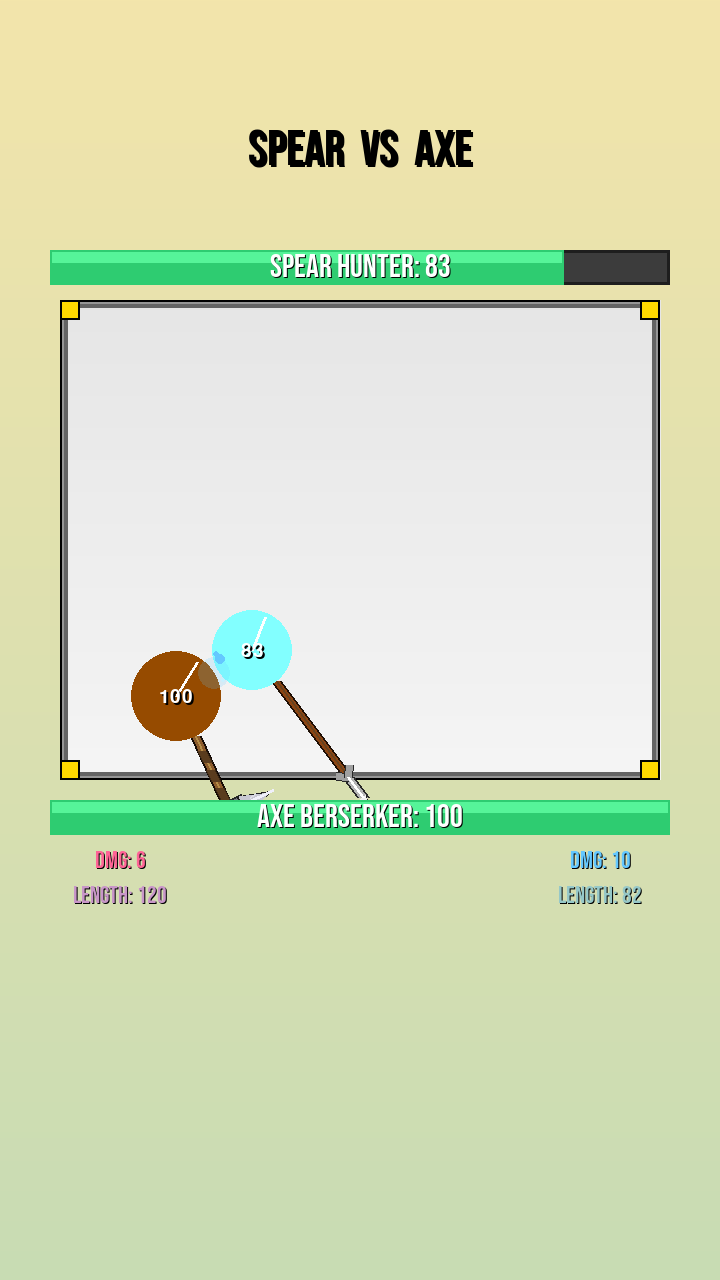 SPEAR VS AXE
SPEAR HUNTER: 83
83
100
AXE BERSERKER: 100
DMG: 6
DMG: 10
LENGTH: 120
LENGTH: 82